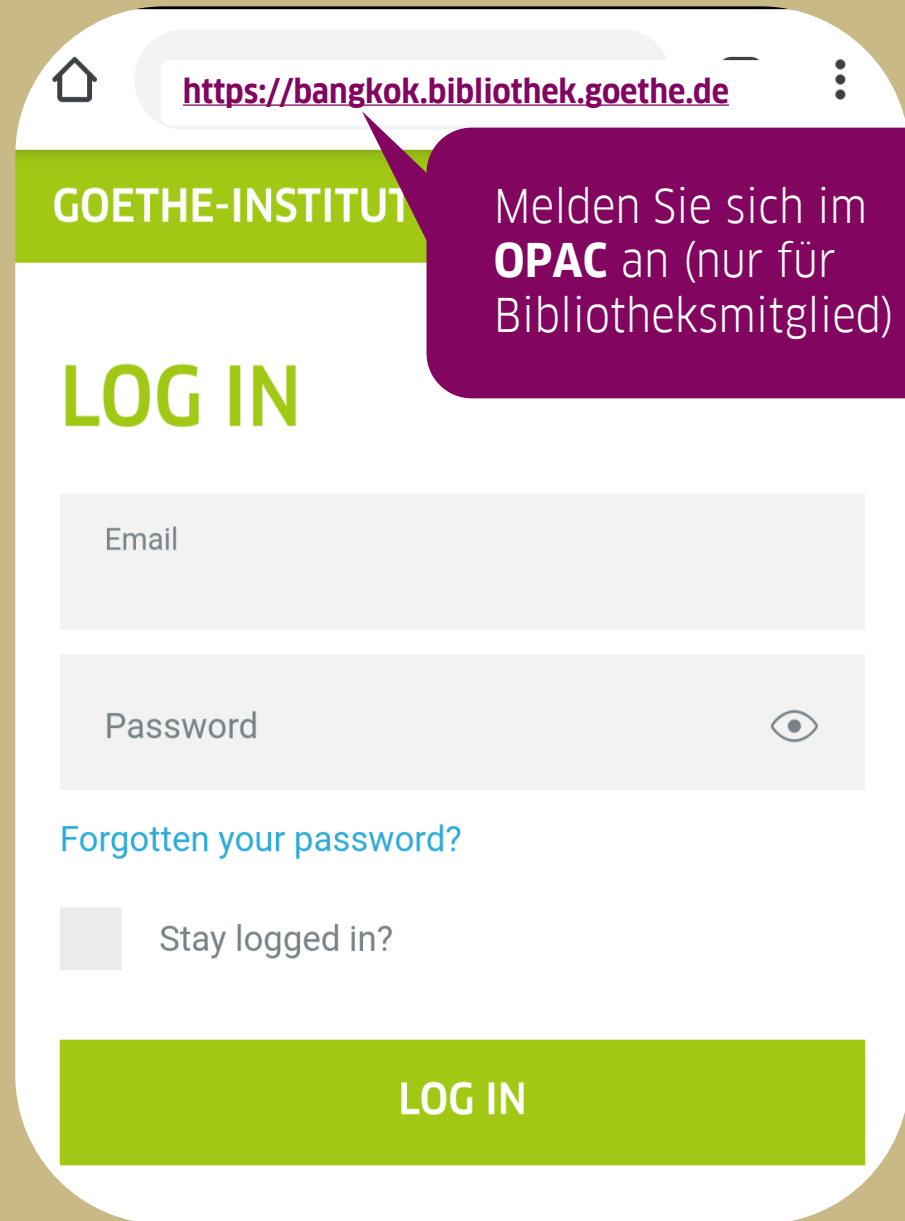 https://bangkok.bibliothek.goethe.de
GOETHE-INSTITUT
Melden Sie sich im
OPAC an (nur für
Bibliotheksmitglied)
LOG IN
Email
Password
Forgotten your password?
Stay logged in?
LOG IN